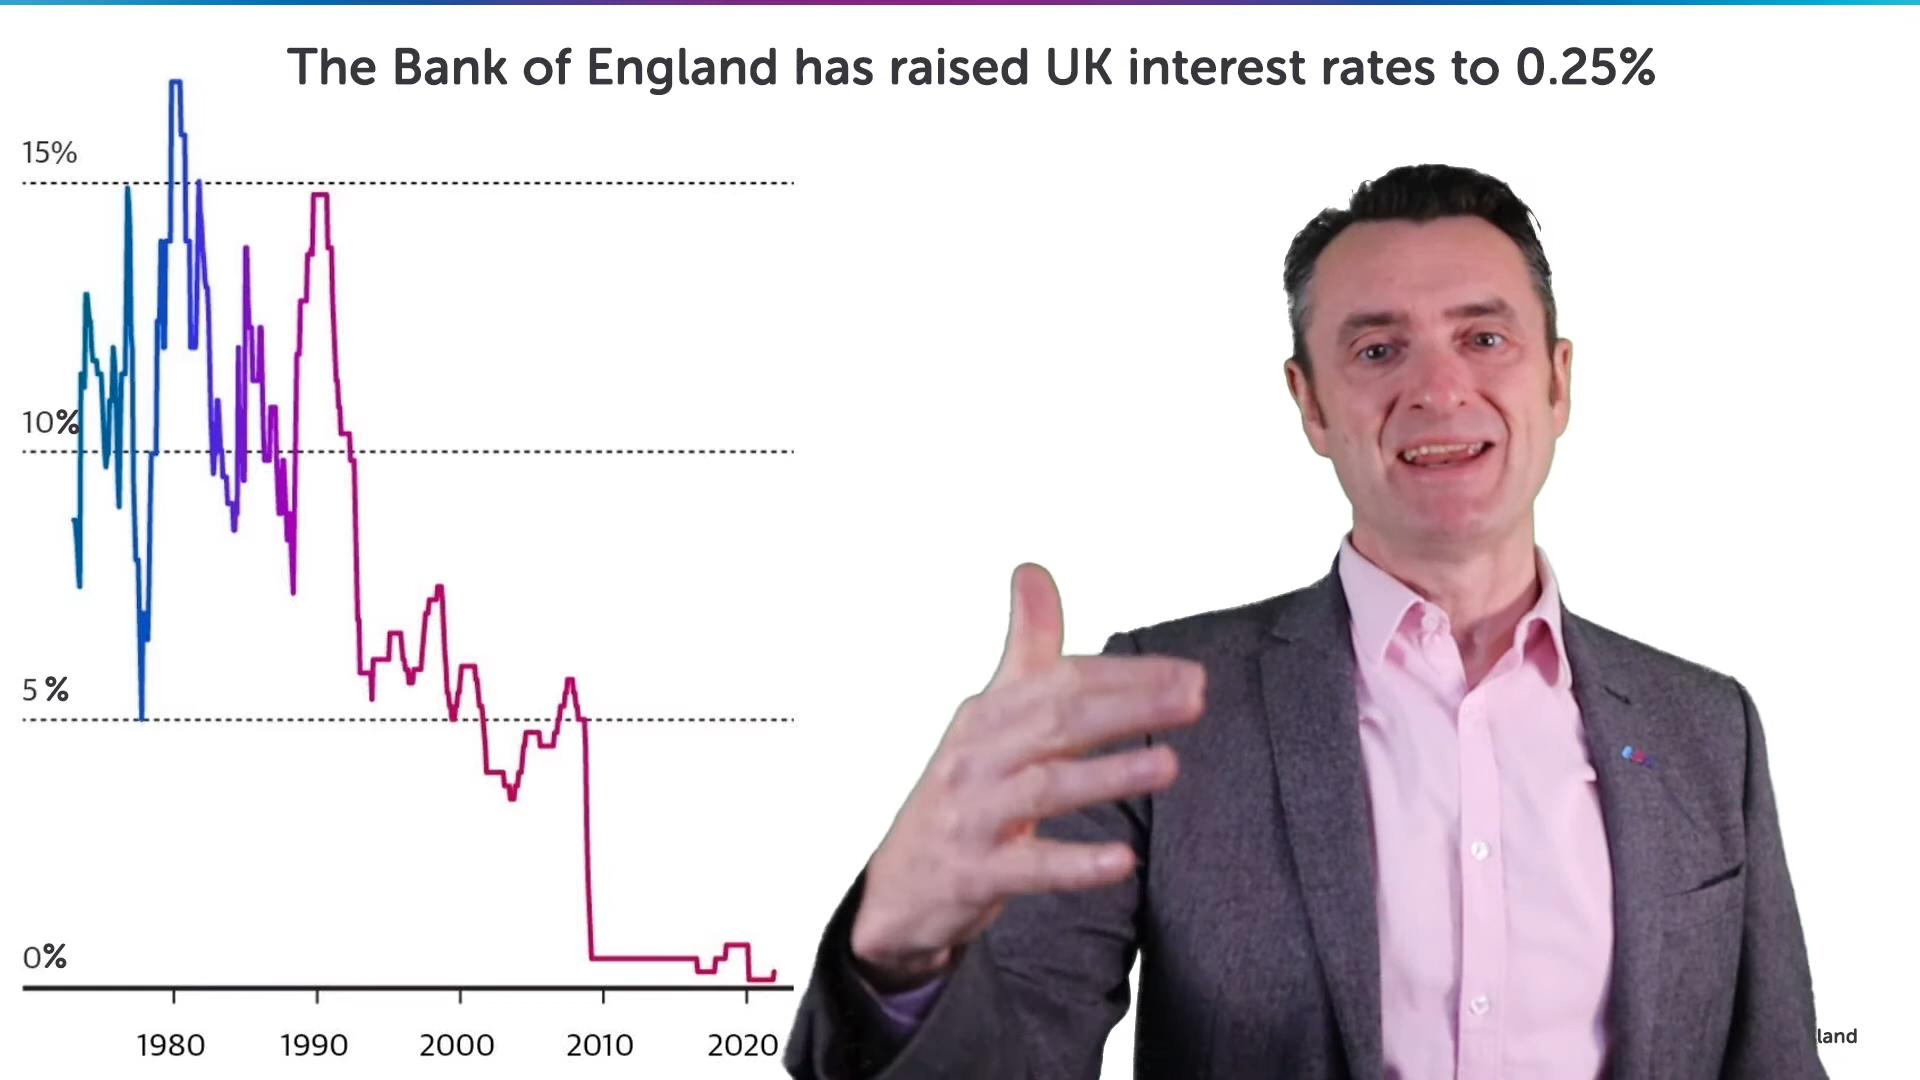 The Bank of England has raised UK interest rates to 0.25%
15%
10%
5 %
0%
1980 1990 2000 2010 2020
land